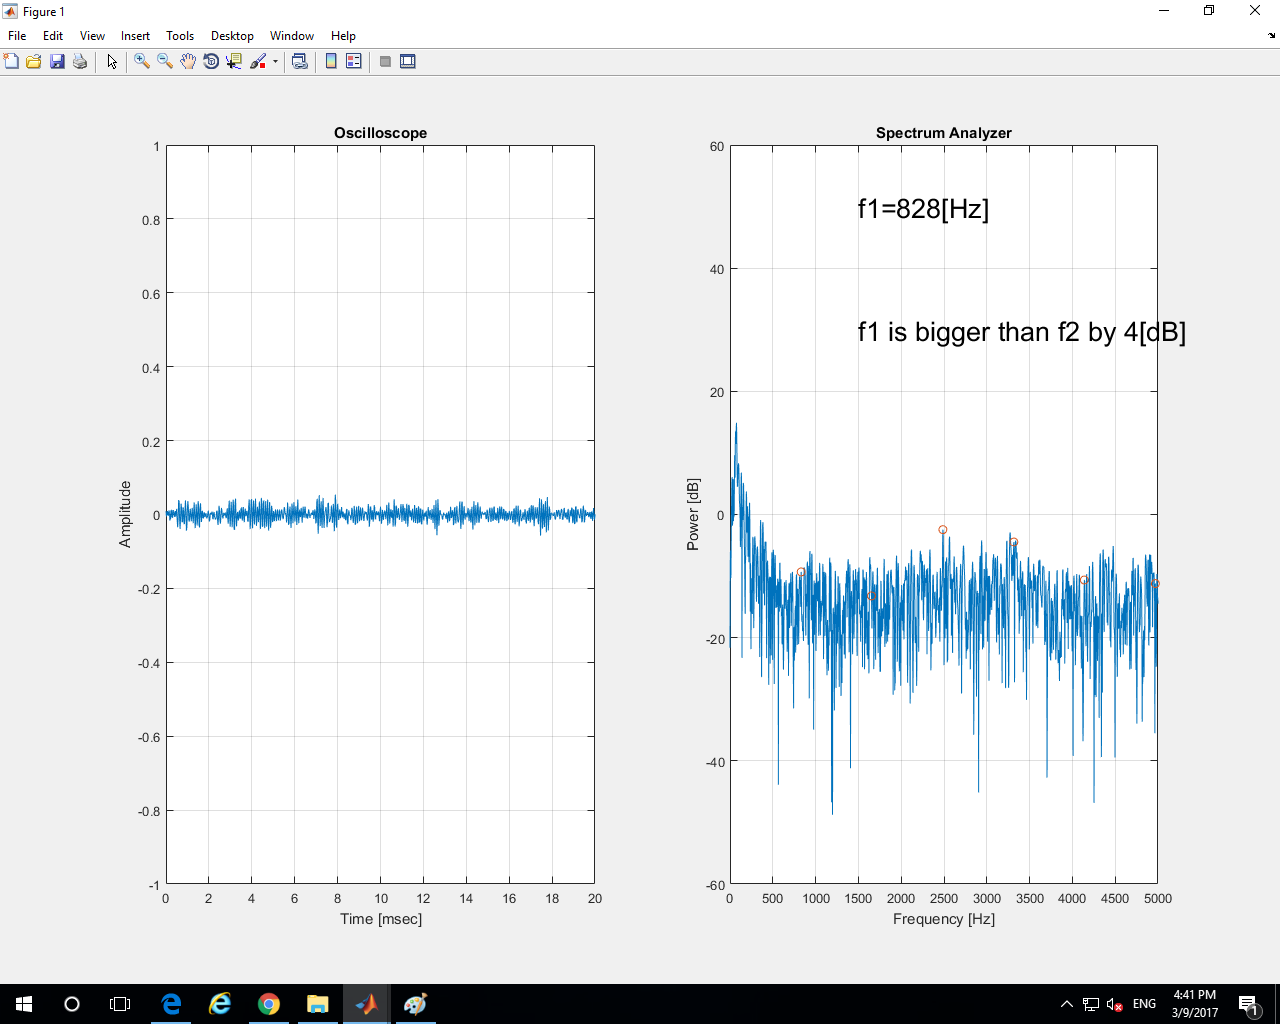 Figure 1
File Edit View Insert Tools Desktop Window Help
Oscilloscope
1
0.8
0.6
0.4
0.2
0
-0.2
-0.4
-0.6
-0.8
-1
Amplitude
0 2 4 6 8 10 12 14 16 18 20
Time [msec]
Spectrum Analyzer
f1=828[Hz]
f1 is bigger than f2 by 4[dB]
60
40
20
0
-20
-40
-60
Power [dB]
0 500 1000 1500 2000 2500 3000 3500 4000 4500 5000
Frequency [Hz]
ENG
4:41 PM
3/9/2017
1